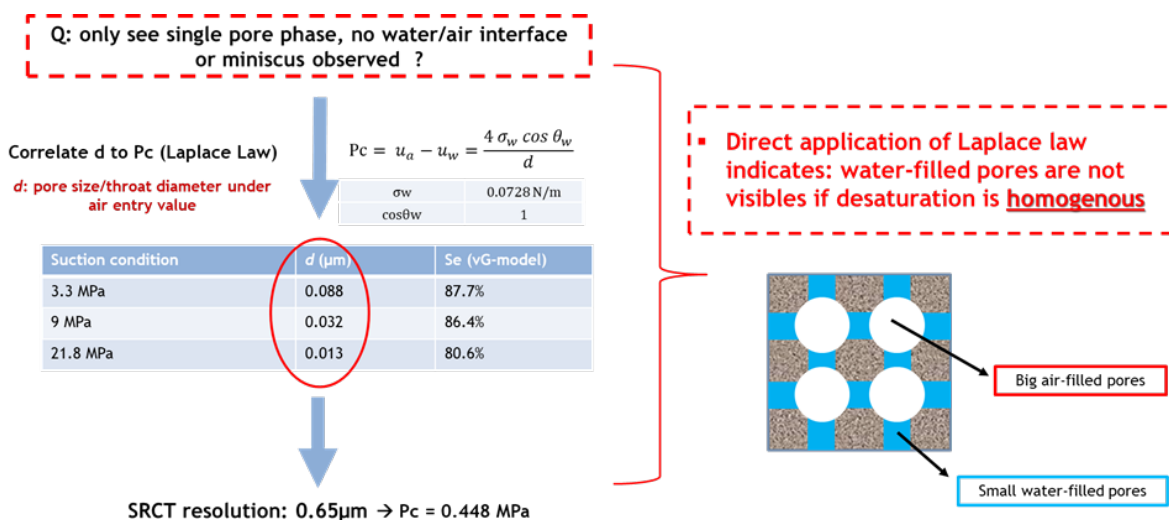 Q: only see single pore phase, no water/air interface
or miniscus observed ?
Correlate d to Pc (Laplace Law)
d: pore size/throat diameter under
air entry value
Pc = u_a − u_w = 4 σ_w cos θ_w / d
σw 0.0728 N/m
cosθw 1
Suction condition d (μm) Se (vG-model)
3.3 MPa 0.088 87.7%
9 MPa 0.032 86.4%
21.8 MPa 0.013 80.6%
SRCT resolution: 0.65μm → Pc = 0.448 MPa
▪ Direct application of Laplace law
indicates: water-filled pores are not
visibles if desaturation is homogenous
Big air-filled pores
Small water-filled pores